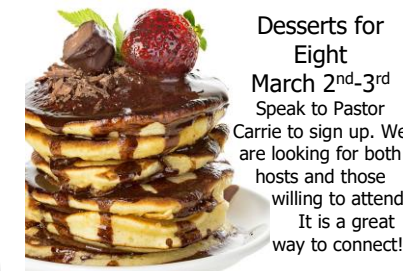 Desserts for
Eight
March 2nd-3rd
Speak to Pastor
Carrie to sign up. We
are looking for both
hosts and those
willing to attend
It is a great
way to connect!